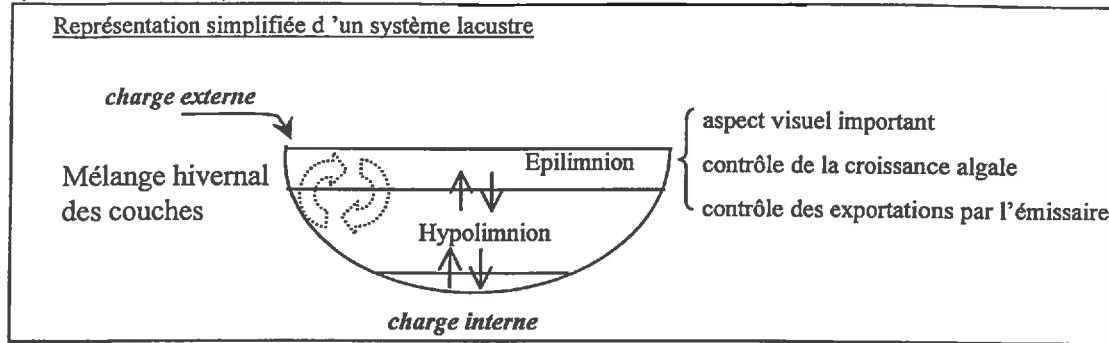 Représentation simplifiée d 'un système lacustre
charge externe
aspect visuel important
Epilimnion
contrôle de la croissance algale
Mélange hivernal
des couches
contrôle des exportations par l'émissaire
Hypolimnion
charge interne